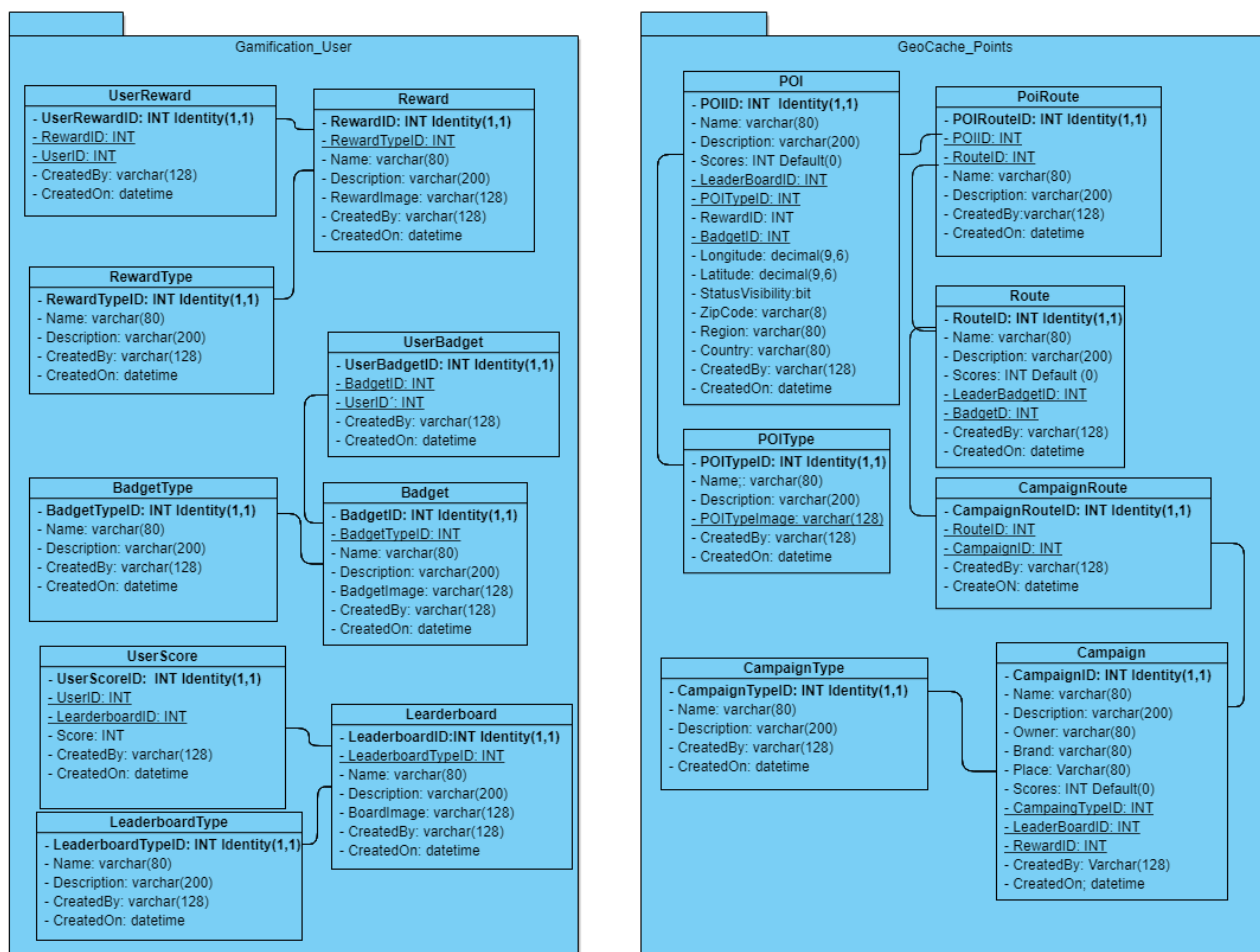 Gamification_User
UserReward
- UserRewardID: INT Identity(1,1)
- RewardID: INT
- UserID: INT
- CreatedBy: varchar(128)
- CreatedOn: datetime
Reward
- RewardID: INT Identity(1,1)
- RewardTypeID: INT
- Name: varchar(80)
- Description: varchar(200)
- RewardImage: varchar(128)
- CreatedBy: varchar(128)
- CreatedOn: datetime
RewardType
- RewardTypeID: INT Identity(1,1)
- Name: varchar(80)
- Description: varchar(200)
- CreatedBy: varchar(128)
- CreatedOn: datetime
UserBadget
- UserBadgetID: INT Identity(1,1)
- BadgetID: INT
- UserID´: INT
- CreatedBy: varchar(128)
- CreatedOn: datetime
BadgetType
- BadgetTypeID: INT Identity(1,1)
- Name: varchar(80)
- Description: varchar(200)
- CreatedBy: varchar(128)
- CreatedOn: datetime
Badget
- BadgetID: INT Identity(1,1)
- BadgetTypeID: INT
- Name: varchar(80)
- Description: varchar(200)
- BadgetImage: varchar(128)
- CreatedBy: varchar(128)
- CreatedOn: datetime
UserScore
- UserScoreID: INT Identity(1,1)
- UserID: INT
- LearderboardID: INT
- Score: INT
- CreatedBy: varchar(128)
- CreatedOn: datetime
Learderboard
- LeaderboardID:INT Identity(1,1)
- LeaderboardTypeID: INT
- Name: varchar(80)
- Description: varchar(200)
- BoardImage: varchar(128)
- CreatedBy: varchar(128)
- CreatedOn: datetime
LeaderboardType
- LeaderboardTypeID: INT Identity(1,1)
- Name: varchar(80)
- Description: varchar(200)
- CreatedBy: varchar(128)
- CreatedOn: datetime
GeoCache_Points
POI
- POIID: INT Identity(1,1)
- Name: varchar(80)
- Description: varchar(200)
- Scores: INT Default(0)
- LeaderBoardID: INT
- POITypeID: INT
- RewardID: INT
- BadgetID: INT
- Longitude: decimal(9,6)
- Latitude: decimal(9,6)
- StatusVisibility:bit
- ZipCode: varchar(8)
- Region: varchar(80)
- Country: varchar(80)
- CreatedBy: varchar(128)
- CreatedOn: datetime
PoiRoute
- POIRouteID: INT Identity(1,1)
- POIID: INT
- RouteID: INT
- Name: varchar(80)
- Description: varchar(200)
- CreatedBy:varchar(128)
- CreatedOn: datetime
Route
- RouteID: INT Identity(1,1)
- Name: varchar(80)
- Description: varchar(200)
- Scores: INT Default (0)
- LeaderBadgetID: INT
- BadgetD: INT
- CreatedBy: varchar(128)
- CreatedOn: datetime
POIType
- POITypeID: INT Identity(1,1)
- Name;: varchar(80)
- Description: varchar(200)
- POITypeImage: varchar(128)
- CreatedBy: varchar(128)
- CreatedOn: datetime
CampaignRoute
- CampaignRouteID: INT Identity(1,1)
- RouteID: INT
- CampaignID: INT
- CreatedBy: varchar(128)
- CreateON: datetime
CampaignType
- CampaignTypeID: INT Identity(1,1)
- Name: varchar(80)
- Description: varchar(200)
- CreatedBy: varchar(128)
- CreatedOn: datetime
Campaign
- CampaignID: INT Identity(1,1)
- Name: varchar(80)
- Description: varchar(200)
- Owner: varchar(80)
- Brand: varchar(80)
- Place: Varchar(80)
- Scores: INT Default(0)
- CampaingTypeID: INT
- LeaderBoardID: INT
- RewardID: INT
- CreatedBy: Varchar(128)
- CreatedOn; datetime